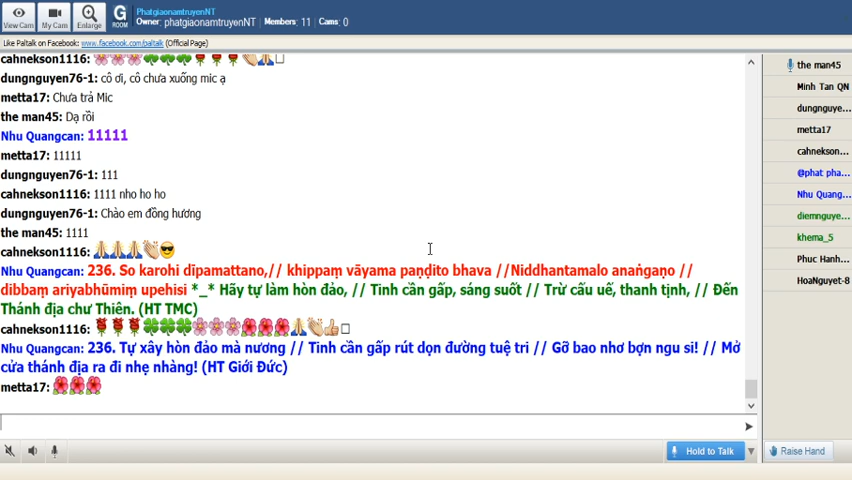 PhatgiaonamtruyenNT
Owner: phatgiaonamtruyenNT Members: 11 Cams: 0
View Cam My Cam Enlarge G ROOM
Like Paltalk on Facebook: www.facebook.com/paltalk (Official Page)
cahnekson1116:
dungnguyen76-1: cô ơi, cô chưa xuống mic ạ
metta17: Chưa trả Mic
the man45: Dạ rồi
Nhu Quangcan: 11111
metta17: 11111
dungnguyen76-1: 111
cahnekson1116: 1111 nho ho ho
dungnguyen76-1: Chào em đồng hương
the man45: 1111
cahnekson1116:
Nhu Quangcan: 236. So karohi dīpamattano,// khippaṃ vāyama paṇḍito bhava //Niddhantamalo anaṅgaṇo //
dibbaṃ ariyabhūmiṃ upehisi *_* Hãy tự làm hòn đảo, // Tinh cần gấp, sáng suốt // Trừ cấu uế, thanh tịnh, // Đến
Thánh địa chư Thiên. (HT TMC)
cahnekson1116:
Nhu Quangcan: 236. Tự xây hòn đảo mà nương // Tinh cần gấp rút dọn đường tuệ tri // Gỡ bao nhơ bợn ngu si! // Mở
cửa thánh địa ra đi nhẹ nhàng! (HT Giới Đức)
metta17:
the man45
Minh Tan QN
dungnguye...
metta17
cahnekson...
@phat pha...
Nhu Quang...
diemnguye...
khema_5
Phuc Hanh...
HoaNguyet-8
Hold to Talk
Raise Hand